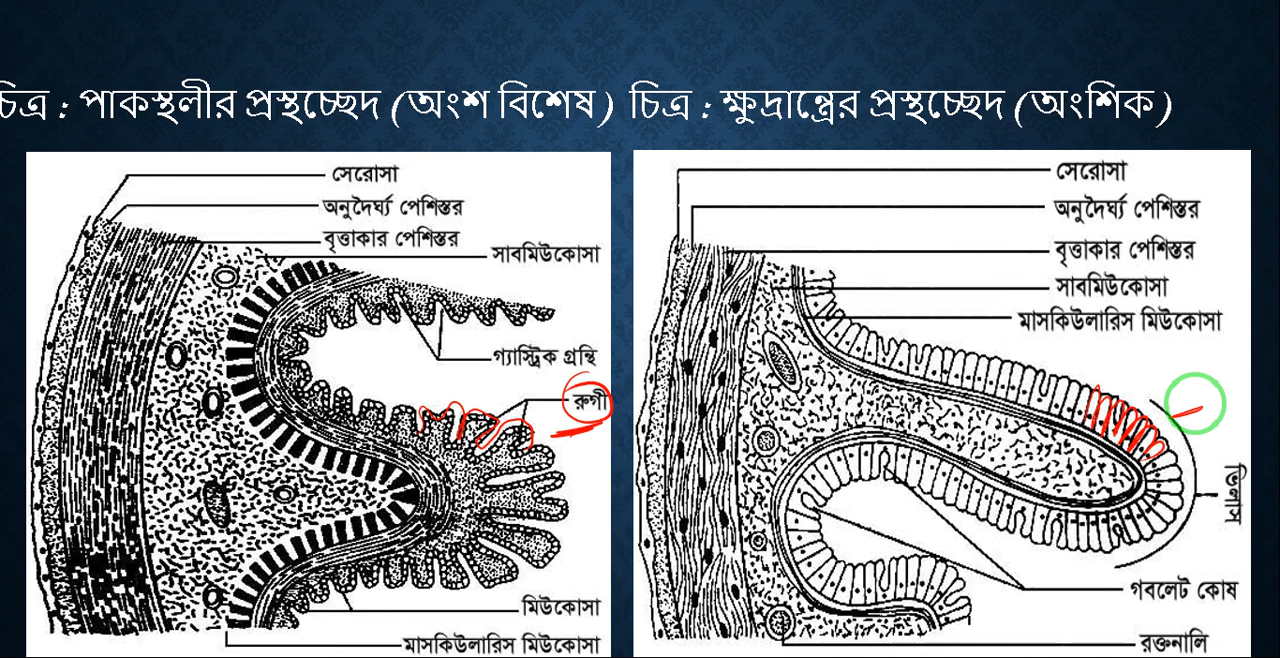 চিত্র : পাকস্থলীর প্রস্থচ্ছেদ (অংশ বিশেষ)
সেরোসা
অনুদৈর্ঘ্য পেশিস্তর
বৃত্তাকার পেশিস্তর
সাবমিউকোসা
গ্যাস্ট্রিক গ্রন্থি
রুগী
মিউকোসা
মাসকিউলারিস মিউকোসা
চিত্র : ক্ষুদ্রান্ত্রের প্রস্থচ্ছেদ (আংশিক)
সেরোসা
অনুদৈর্ঘ্য পেশিস্তর
বৃত্তাকার পেশিস্তর
সাবমিউকোসা
মাসকিউলারিস মিউকোসা
ভিলাস
গবলেট কোষ
রক্তনালি